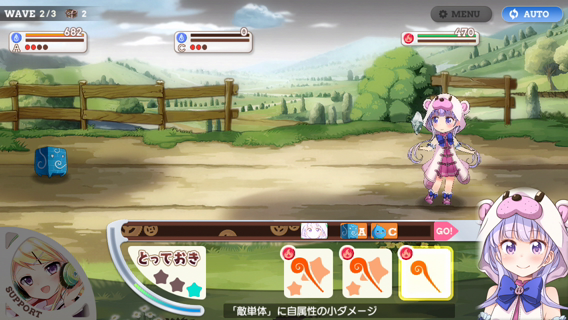 WAVE 2/3 2
MENU
AUTO
682
A
0
C
470
A C GO!
とっておき
SUPPORT
「敵単体」に自属性の小ダメージ